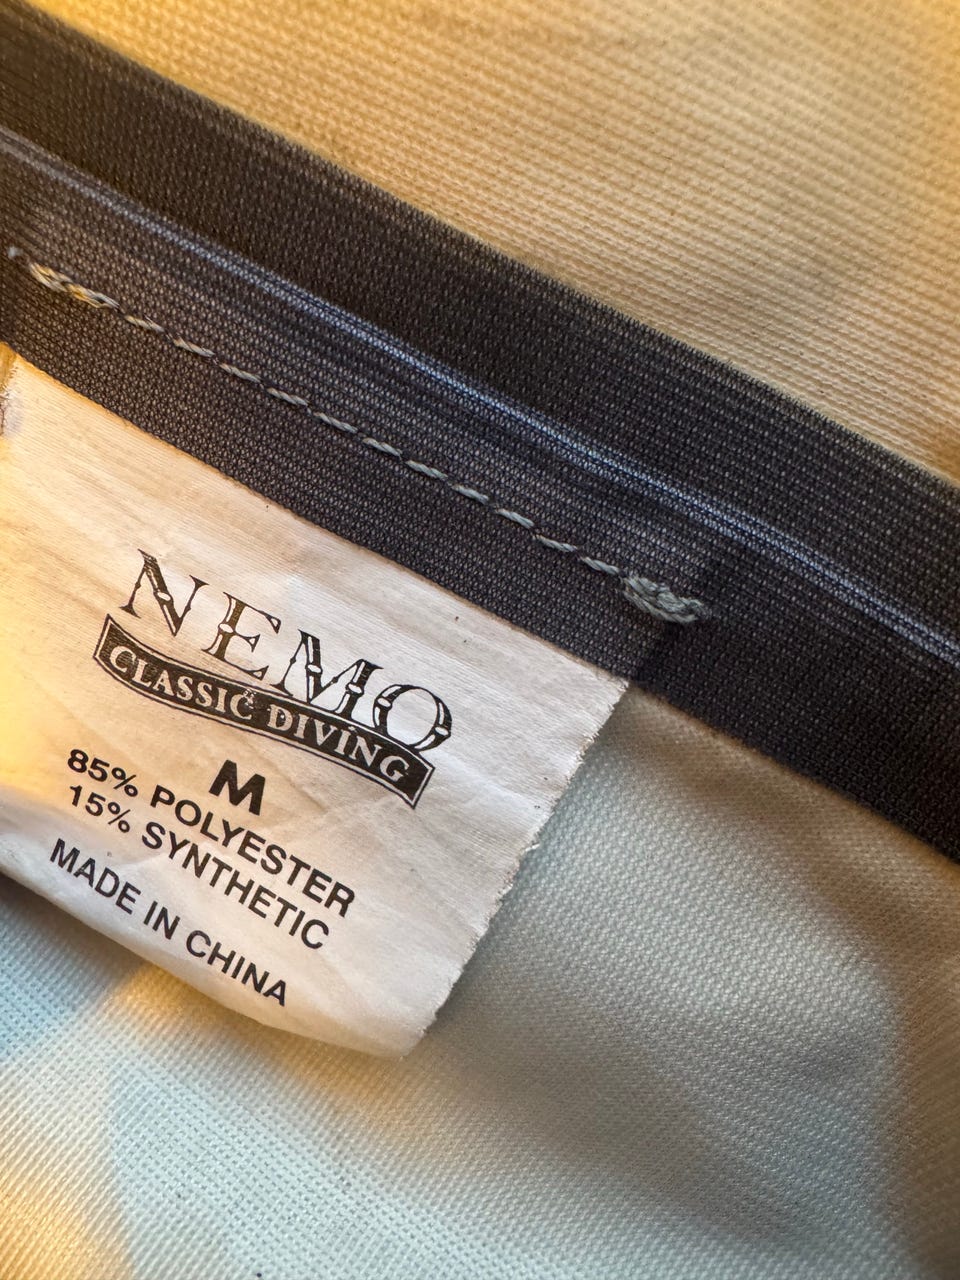 NEMO
CLASSIC DIVING
M
85% POLYESTER
15% SYNTHETIC
MADE IN CHINA